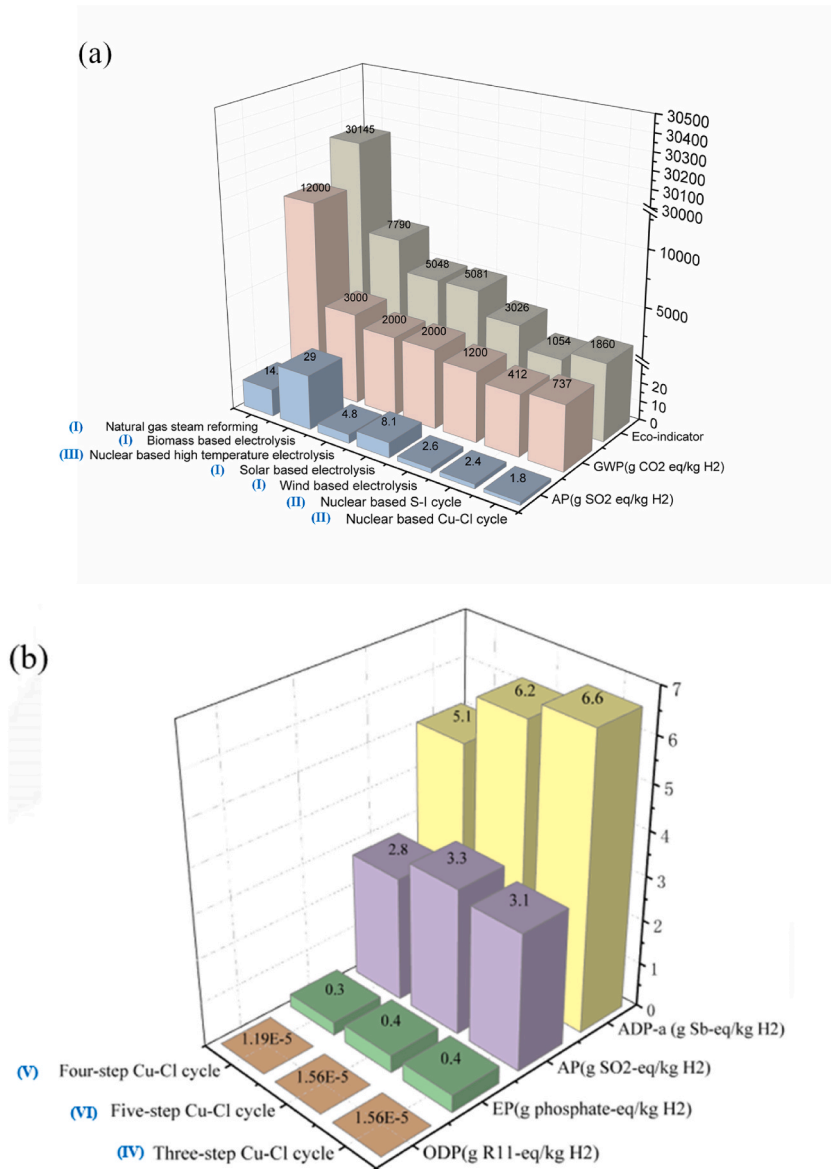 (a)
30500
30400
30300
30200
30100
30000
10000
5000
20
10
0
30145
12000
7790
5046
5081
3000
2000
2000
3026
1054
1860
1200
412
737
14.
29
4.8
8.1
2.6
2.4
1.8
(I) Natural gas steam reforming
(I) Biomass based electrolysis
(III) Nuclear based high temperature electrolysis
(I) Solar based electrolysis
(I) Wind based electrolysis
(II) Nuclear based S-I cycle
(II) Nuclear based Cu-Cl cycle
Eco-indicator
GWP(g CO2 eq/kg H2)
AP(g SO2 eq/kg H2)
(b)
7
6
5
4
3
2
1
0
5.1
6.2
6.6
2.8
3.3
3.1
0.3
0.4
0.4
1.19E-5
1.56E-5
1.56E-5
(V) Four-step Cu-Cl cycle
(VI) Five-step Cu-Cl cycle
(IV) Three-step Cu-Cl cycle
ADP-a (g Sb-eq/kg H2)
AP(g SO2-eq/kg H2)
EP(g phosphate-eq/kg H2)
ODP(g R11-eq/kg H2)